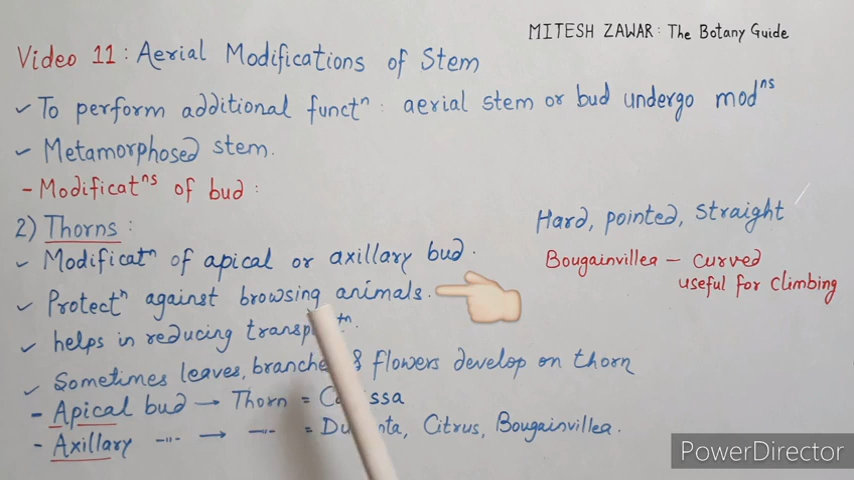 MITESH ZAWAR: The Botany Guide
Video 11: Aerial Modifications of Stem
✓ To perform additional functⁿ: aerial stem or bud undergo modⁿˢ
✓ Metamorphosed stem.
- Modificatⁿˢ of bud:
2) Thorns:
Hard, pointed, Straight
✓ Modificatⁿ of apical or axillary bud.
Bougainvillea - curved
useful for climbing
✓ Protectⁿ against browsing animals.
✓ helps in reducing
✓ Sometimes leaves, & flowers develop on thorn
- Apical bud → Thorn =
- Axillary -"- → -"- = Citrus, Bougainvillea.
PowerDirector